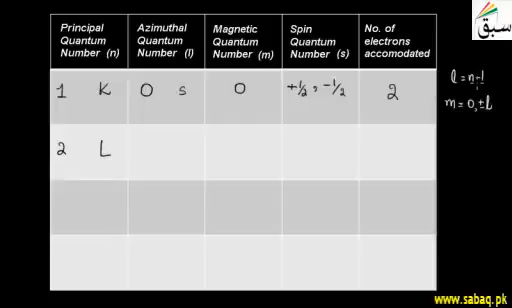 Principal Quantum Number (n) Azimuthal Quantum Number (l) Magnetic Quantum Number (m) Spin Quantum Number (s) No. of electrons accomodated
1 K 0 s 0 +1/2, -1/2 2
2 L
l = n-1
m = 0, ±l
سبق
www.sabaq.pk